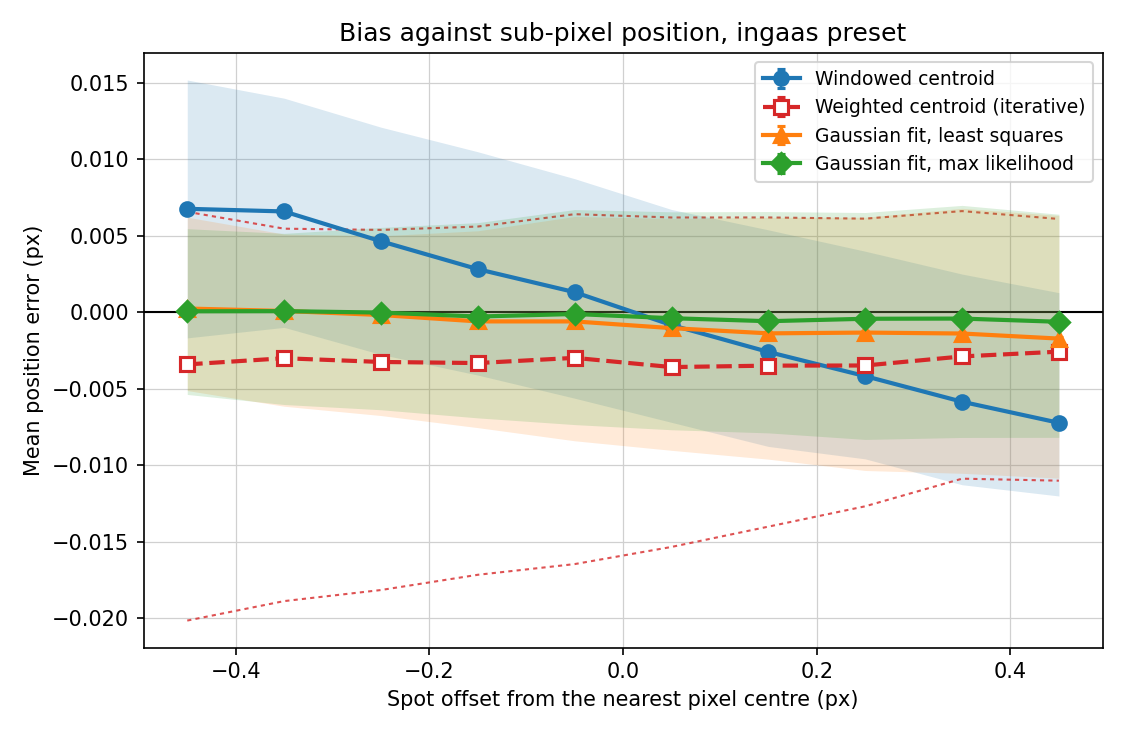 Bias against sub-pixel position, ingaas preset
Windowed centroid
Weighted centroid (iterative)
Gaussian fit, least squares
Gaussian fit, max likelihood
Mean position error (px)
0.015
0.010
0.005
0.000
−0.005
−0.010
−0.015
−0.020
−0.4
−0.2
0.0
0.2
0.4
Spot offset from the nearest pixel centre (px)